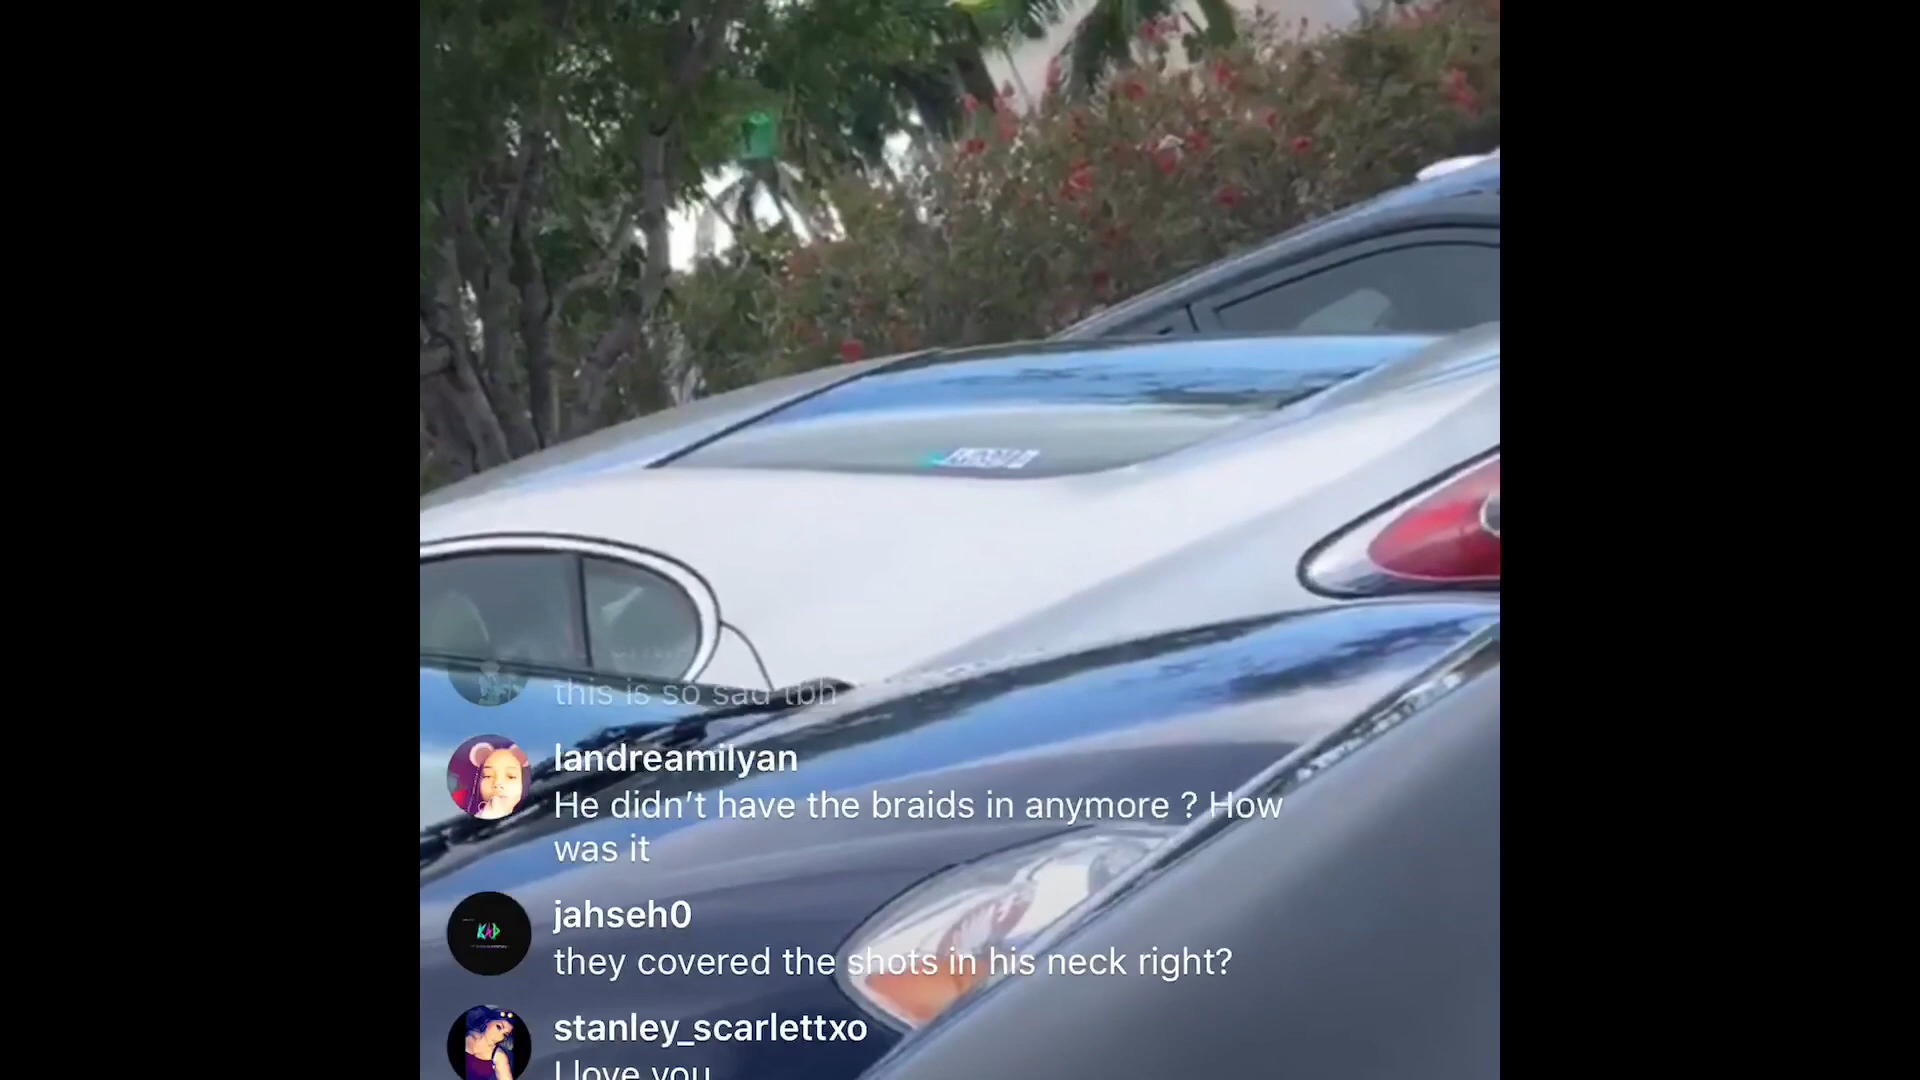 this is so sad tbh
landreamilyan
He didn't have the braids in anymore ? How
was it
jahseh0
they covered the shots in his neck right?
stanley_scarlettxo
I love you